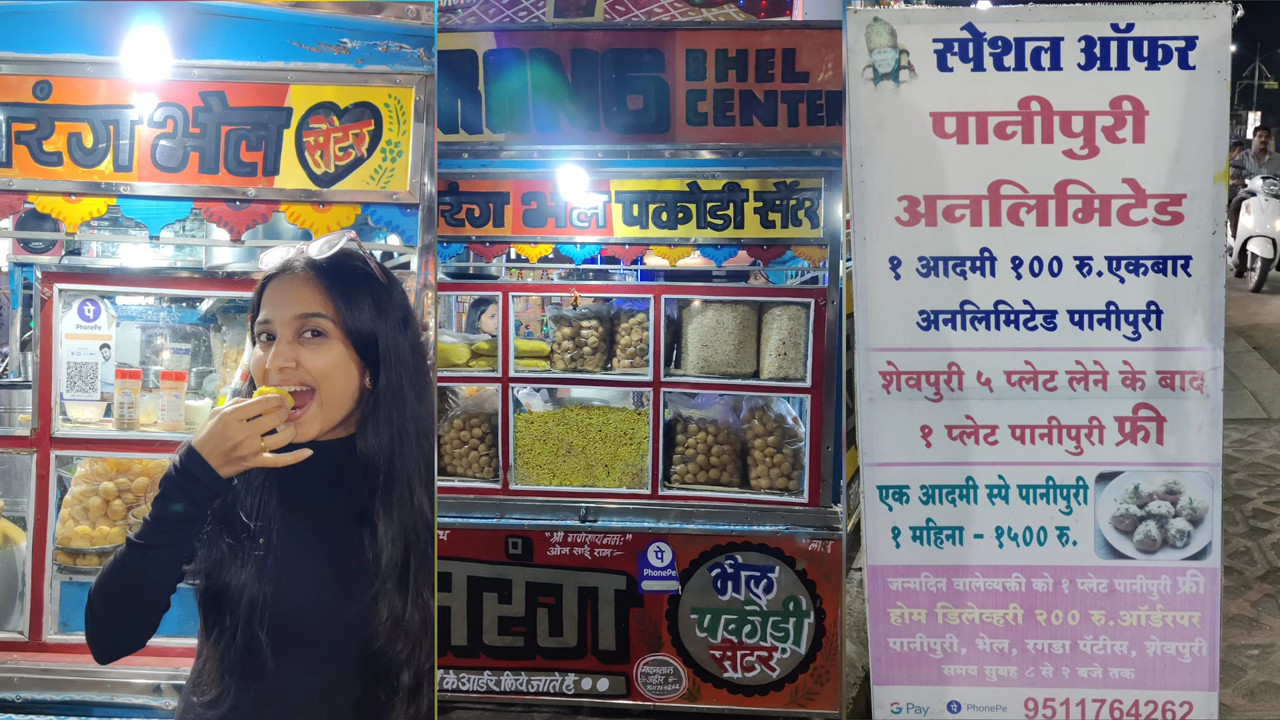 रंग भेल सेंटर
PhonePe
BHEL
CENTER
रंग भेल पकोडी सेंटर
"श्री गणेशाय नमः"
ओम साई राम
PhonePe
भेल
पकोडी
सेंटर
के आर्डर लिये जाते हैं
स्पेशल ऑफर
पानीपुरी
अनलिमिटेड
१ आदमी १०० रु.एकबार
अनलिमिटेड पानीपुरी
शेवपुरी ५ प्लेट लेने के बाद
१ प्लेट पानीपुरी फ्री
एक आदमी स्पे पानीपुरी
१ महिना - १५०० रु.
जन्मदिन वालेव्यक्ती को १ प्लेट पानीपुरी फ्री
होम डिलेव्हरी २०० रु.ऑर्डरपर
पानीपुरी, भेल, रगडा पॅटीस, शेवपुरी
समय सुबह ८ से २ बजे तक
G Pay PhonePe 9511764262